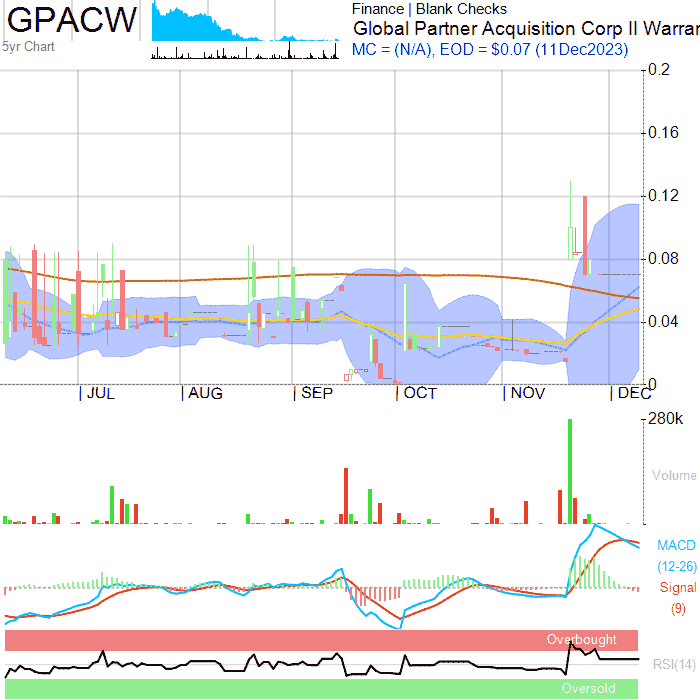 GPACW
5yr Chart
Finance | Blank Checks
Global Partner Acquisition Corp II Warrar
MC = (N/A), EOD = $0.07 (11Dec2023)
0.2
0.16
0.12
0.08
0.04
0
JUL
AUG
SEP
OCT
NOV
DEC
280k
Volume
MACD
(12-26)
Signal
(9)
Overbought
RSI(14)
Oversold